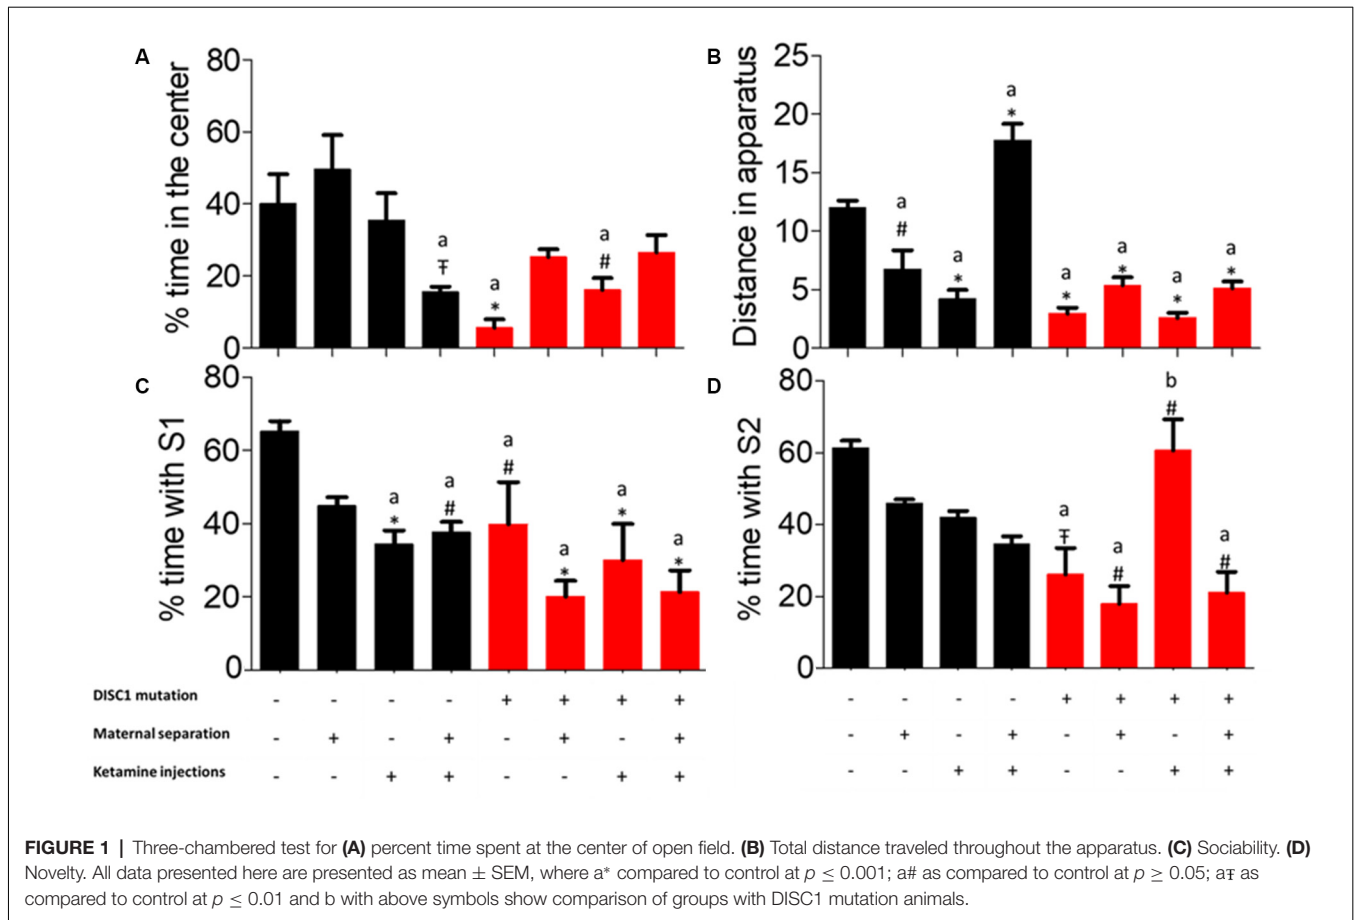 A
% time in the center
80
60
40
20
0
a
Ŧ
a
*
a
#
B
Distance in apparatus
25
20
15
10
5
0
a
#
a
*
a
*
a
*
a
*
a
*
a
*
C
% time with S1
80
60
40
20
0
a
*
a
#
a
#
a
*
a
*
a
*
D
% time with S2
80
60
40
20
0
a
Ŧ
a
#
b
#
a
#
DISC1 mutation - - - - + + + + - - - - + + + +
Maternal separation - + - + - + - + - + - + - + - +
Ketamine injections - - + + - - + + - - + + - - + +
FIGURE 1 | Three-chambered test for (A) percent time spent at the center of open field. (B) Total distance traveled throughout the apparatus. (C) Sociability. (D)
Novelty. All data presented here are presented as mean ± SEM, where a* compared to control at p ≤ 0.001; a# as compared to control at p ≥ 0.05; aŦ as
compared to control at p ≤ 0.01 and b with above symbols show comparison of groups with DISC1 mutation animals.